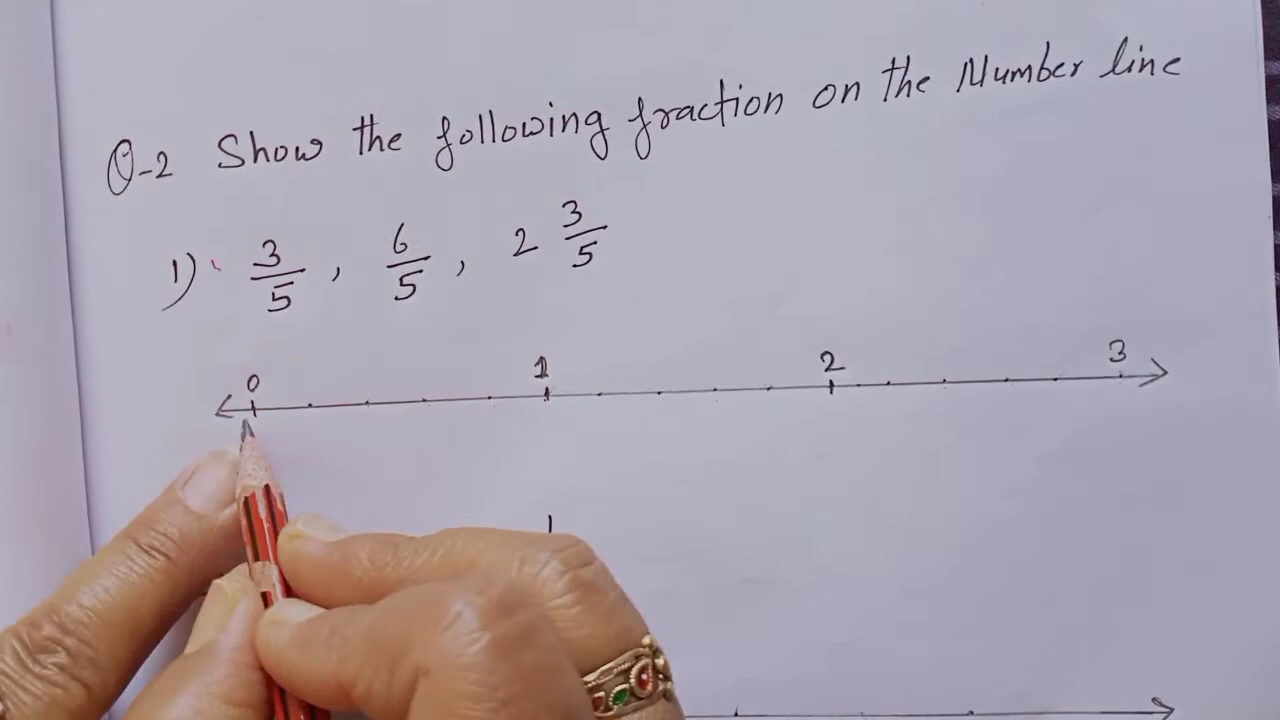 Q-2 Show the following fraction on the Number line
1) 3/5, 6/5, 2 3/5
0 1 2 3
1